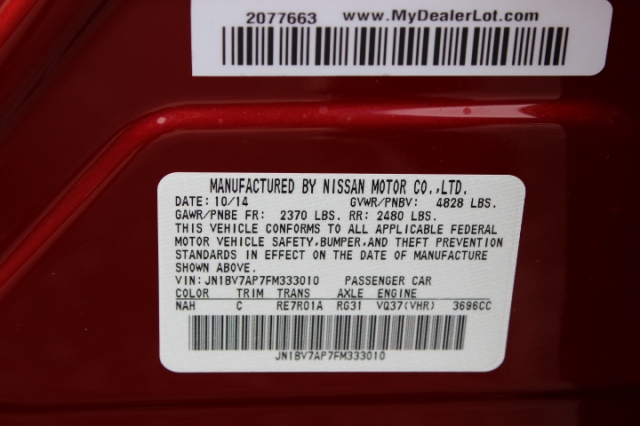 2077663 www.MyDealerLot.com
MANUFACTURED BY NISSAN MOTOR CO.,LTD.
DATE: 10/14 GVWR/PNBV: 4828 LBS.
GAWR/PNBE FR: 2370 LBS. RR: 2480 LBS.
THIS VEHICLE CONFORMS TO ALL APPLICABLE FEDERAL
MOTOR VEHICLE SAFETY,BUMPER,AND THEFT PREVENTION
STANDARDS IN EFFECT ON THE DATE OF MANUFACTURE
SHOWN ABOVE.
VIN: JN1BV7AP7FM333010 PASSENGER CAR
COLOR TRIM TRANS AXLE ENGINE
NAH C RE7R01A RG31 VQ37(VHR) 3696CC
JN1BV7AP7FM333010